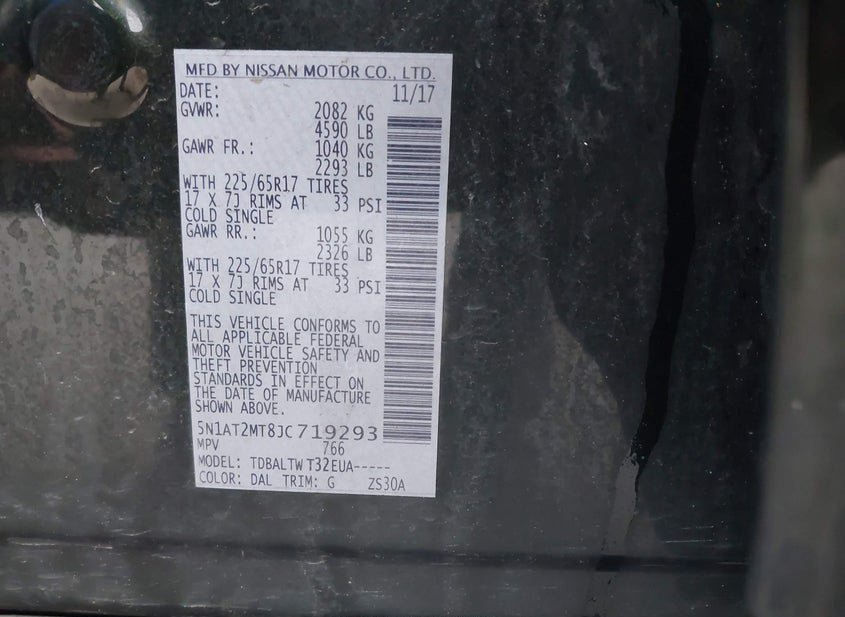 MFD BY NISSAN MOTOR CO., LTD.
DATE: 11/17
GVWR: 2082 KG
4590 LB
GAWR FR.: 1040 KG
2293 LB
WITH 225/65R17 TIRES
17 X 7J RIMS AT 33 PSI
COLD SINGLE
GAWR RR.: 1055 KG
2326 LB
WITH 225/65R17 TIRES
17 X 7J RIMS AT 33 PSI
COLD SINGLE
THIS VEHICLE CONFORMS TO
ALL APPLICABLE FEDERAL
MOTOR VEHICLE SAFETY AND
THEFT PREVENTION
STANDARDS IN EFFECT ON
THE DATE OF MANUFACTURE
SHOWN ABOVE.
5N1AT2MT8JC719293
MPV 766
MODEL: TDBALTW T32EUA-----
COLOR: DAL TRIM: G ZS30A